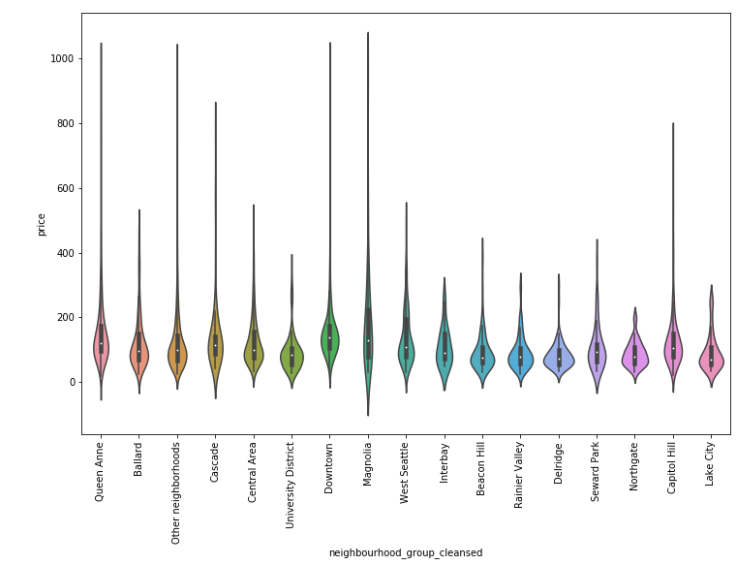 1000
800
600
400
200
0
price
Queen Anne
Ballard
Other neighborhoods
Cascade
Central Area
University District
Downtown
Magnolia
West Seattle
Interbay
Beacon Hill
Rainier Valley
Delridge
Seward Park
Northgate
Capitol Hill
Lake City
neighbourhood_group_cleansed